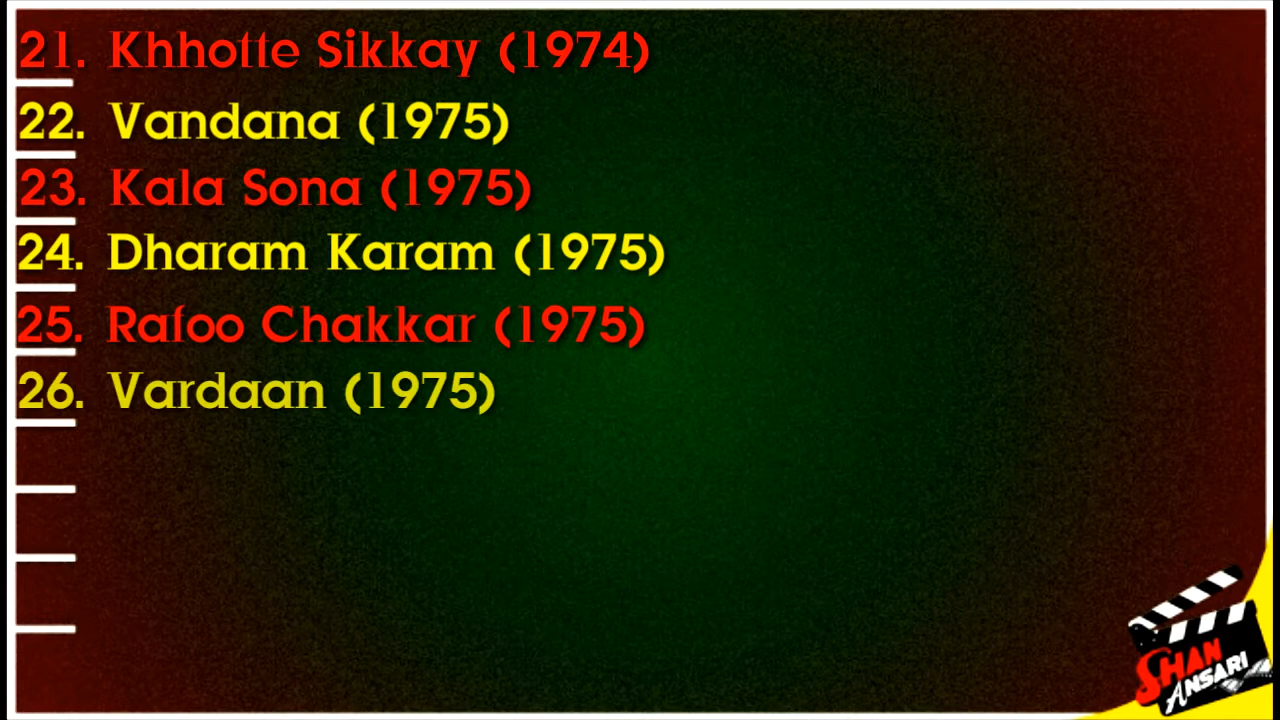 21. Khhotte Sikkay (1974)
22. Vandana (1975)
23. Kala Sona (1975)
24. Dharam Karam (1975)
25. Rafoo Chakkar (1975)
26. Vardaan (1975)
SHAN
ANSARI